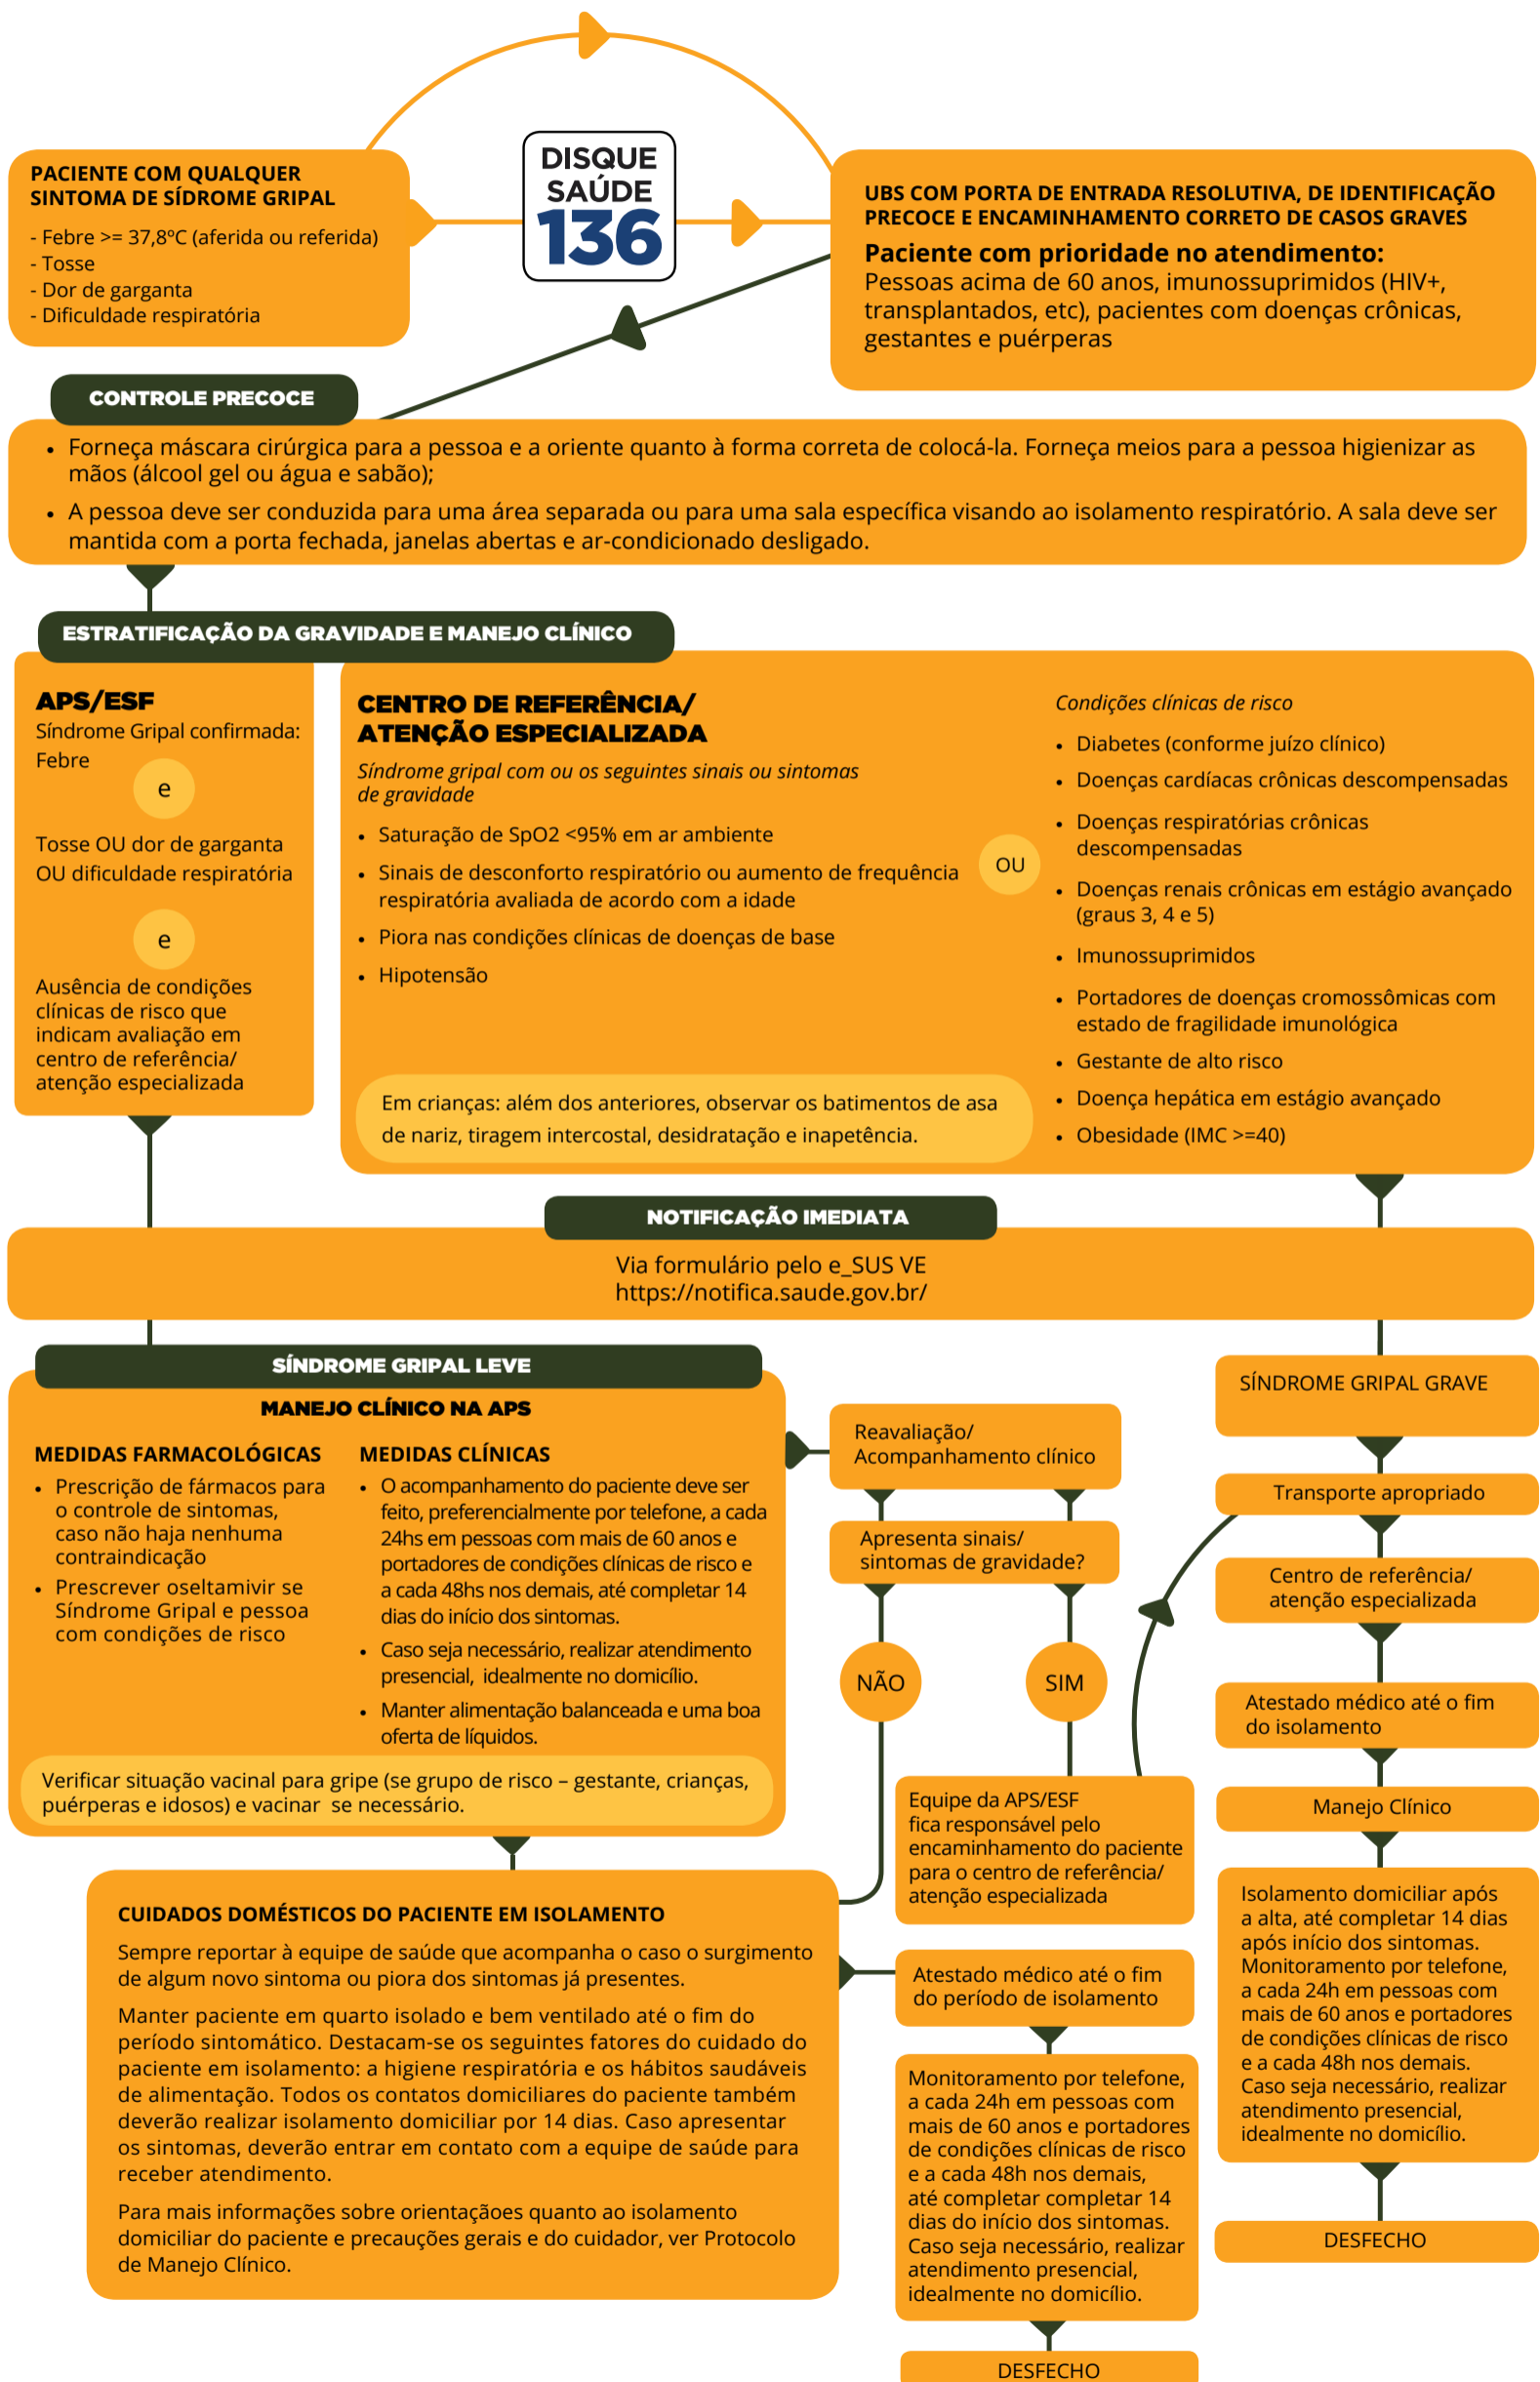 PACIENTE COM QUALQUER
SINTOMA DE SÍDROME GRIPAL
- Febre >= 37,8ºC (aferida ou referida)
- Tosse
- Dor de garganta
- Dificuldade respiratória
DISQUE
SAÚDE
136
UBS COM PORTA DE ENTRADA RESOLUTIVA, DE IDENTIFICAÇÃO
PRECOCE E ENCAMINHAMENTO CORRETO DE CASOS GRAVES
Paciente com prioridade no atendimento:
Pessoas acima de 60 anos, imunossuprimidos (HIV+,
transplantados, etc), pacientes com doenças crônicas,
gestantes e puérperas
CONTROLE PRECOCE
• Forneça máscara cirúrgica para a pessoa e a oriente quanto à forma correta de colocá-la. Forneça meios para a pessoa higienizar as
mãos (álcool gel ou água e sabão);
• A pessoa deve ser conduzida para uma área separada ou para uma sala específica visando ao isolamento respiratório. A sala deve ser
mantida com a porta fechada, janelas abertas e ar-condicionado desligado.
ESTRATIFICAÇÃO DA GRAVIDADE E MANEJO CLÍNICO
APS/ESF
Síndrome Gripal confirmada:
Febre
e
Tosse OU dor de garganta
OU dificuldade respiratória
e
Ausência de condições
clínicas de risco que
indicam avaliação em
centro de referência/
atenção especializada
CENTRO DE REFERÊNCIA/
ATENÇÃO ESPECIALIZADA
Síndrome gripal com ou os seguintes sinais ou sintomas
de gravidade
• Saturação de SpO2 <95% em ar ambiente
• Sinais de desconforto respiratório ou aumento de frequência
respiratória avaliada de acordo com a idade
• Piora nas condições clínicas de doenças de base
• Hipotensão
Em crianças: além dos anteriores, observar os batimentos de asa
de nariz, tiragem intercostal, desidratação e inapetência.
OU
Condições clínicas de risco
• Diabetes (conforme juízo clínico)
• Doenças cardíacas crônicas descompensadas
• Doenças respiratórias crônicas
descompensadas
• Doenças renais crônicas em estágio avançado
(graus 3, 4 e 5)
• Imunossuprimidos
• Portadores de doenças cromossômicas com
estado de fragilidade imunológica
• Gestante de alto risco
• Doença hepática em estágio avançado
• Obesidade (IMC >=40)
NOTIFICAÇÃO IMEDIATA
Via formulário pelo e_SUS VE
https://notifica.saude.gov.br/
SÍNDROME GRIPAL LEVE
MANEJO CLÍNICO NA APS
MEDIDAS FARMACOLÓGICAS
• Prescrição de fármacos para
o controle de sintomas,
caso não haja nenhuma
contraindicação
• Prescrever oseltamivir se
Síndrome Gripal e pessoa
com condições de risco
MEDIDAS CLÍNICAS
• O acompanhamento do paciente deve ser
feito, preferencialmente por telefone, a cada
24hs em pessoas com mais de 60 anos e
portadores de condições clínicas de risco e
a cada 48hs nos demais, até completar 14
dias do início dos sintomas.
• Caso seja necessário, realizar atendimento
presencial, idealmente no domicílio.
• Manter alimentação balanceada e uma boa
oferta de líquidos.
Verificar situação vacinal para gripe (se grupo de risco – gestante, crianças,
puérperas e idosos) e vacinar se necessário.
Reavaliação/
Acompanhamento clínico
Apresenta sinais/
sintomas de gravidade?
NÃO
SIM
Equipe da APS/ESF
fica responsável pelo
encaminhamento do paciente
para o centro de referência/
atenção especializada
CUIDADOS DOMÉSTICOS DO PACIENTE EM ISOLAMENTO
Sempre reportar à equipe de saúde que acompanha o caso o surgimento
de algum novo sintoma ou piora dos sintomas já presentes.
Manter paciente em quarto isolado e bem ventilado até o fim do
período sintomático. Destacam-se os seguintes fatores do cuidado do
paciente em isolamento: a higiene respiratória e os hábitos saudáveis
de alimentação. Todos os contatos domiciliares do paciente também
deverão realizar isolamento domiciliar por 14 dias. Caso apresentar
os sintomas, deverão entrar em contato com a equipe de saúde para
receber atendimento.
Para mais informações sobre orientaçãoes quanto ao isolamento
domiciliar do paciente e precauções gerais e do cuidador, ver Protocolo
de Manejo Clínico.
Atestado médico até o fim
do período de isolamento
Monitoramento por telefone,
a cada 24h em pessoas com
mais de 60 anos e portadores
de condições clínicas de risco
e a cada 48h nos demais,
até completar completar 14
dias do início dos sintomas.
Caso seja necessário, realizar
atendimento presencial,
idealmente no domicílio.
DESFECHO
SÍNDROME GRIPAL GRAVE
Transporte apropriado
Centro de referência/
atenção especializada
Atestado médico até o fim
do isolamento
Manejo Clínico
Isolamento domiciliar após
a alta, até completar 14 dias
após início dos sintomas.
Monitoramento por telefone,
a cada 24h em pessoas com
mais de 60 anos e portadores
de condições clínicas de risco
e a cada 48h nos demais.
Caso seja necessário, realizar
atendimento presencial,
idealmente no domicílio.
DESFECHO